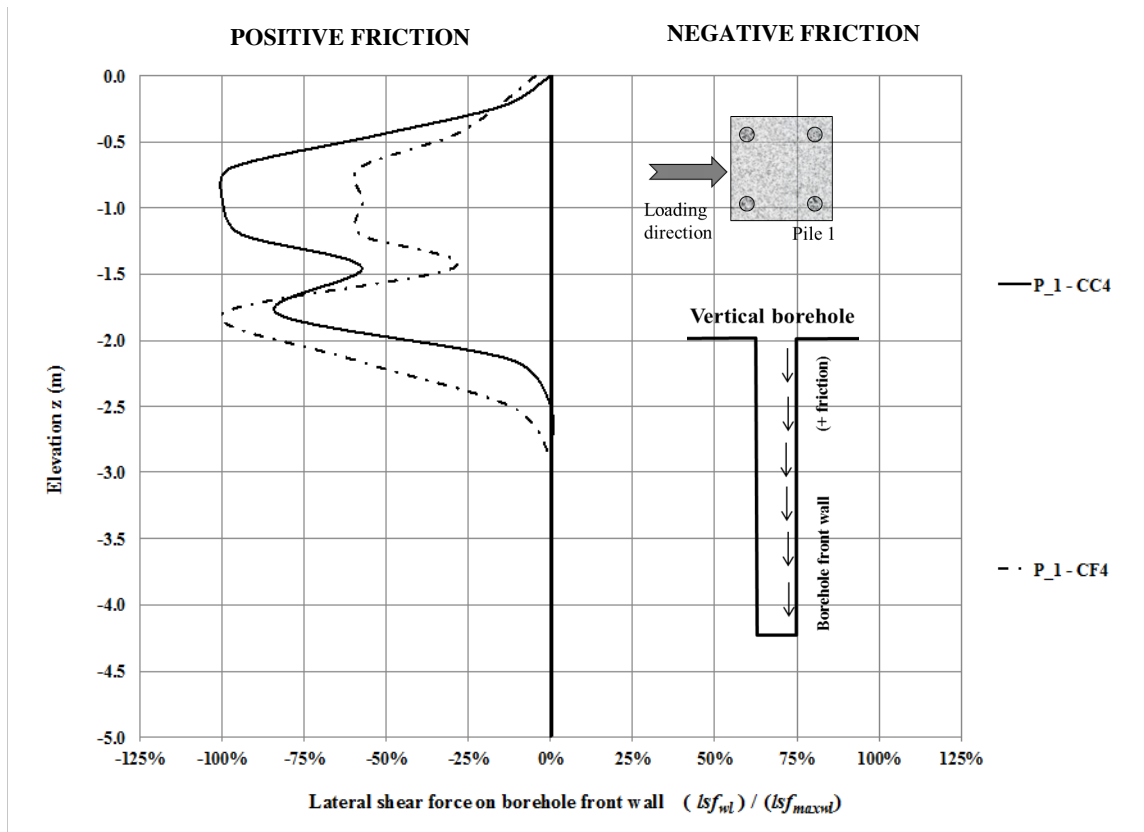 POSITIVE FRICTION
NEGATIVE FRICTION
0.0
-0.5
-1.0
-1.5
-2.0
-2.5
-3.0
-3.5
-4.0
-4.5
-5.0
Elevation z (m)
-125%
-100%
-75%
-50%
-25%
0%
25%
50%
75%
100%
125%
Lateral shear force on borehole front wall ( lsfwl ) / (lsfmaxwl)
Loading
direction
Pile 1
Vertical borehole
(+ friction)
Borehole front wall
P_1 - CC4
P_1 - CF4